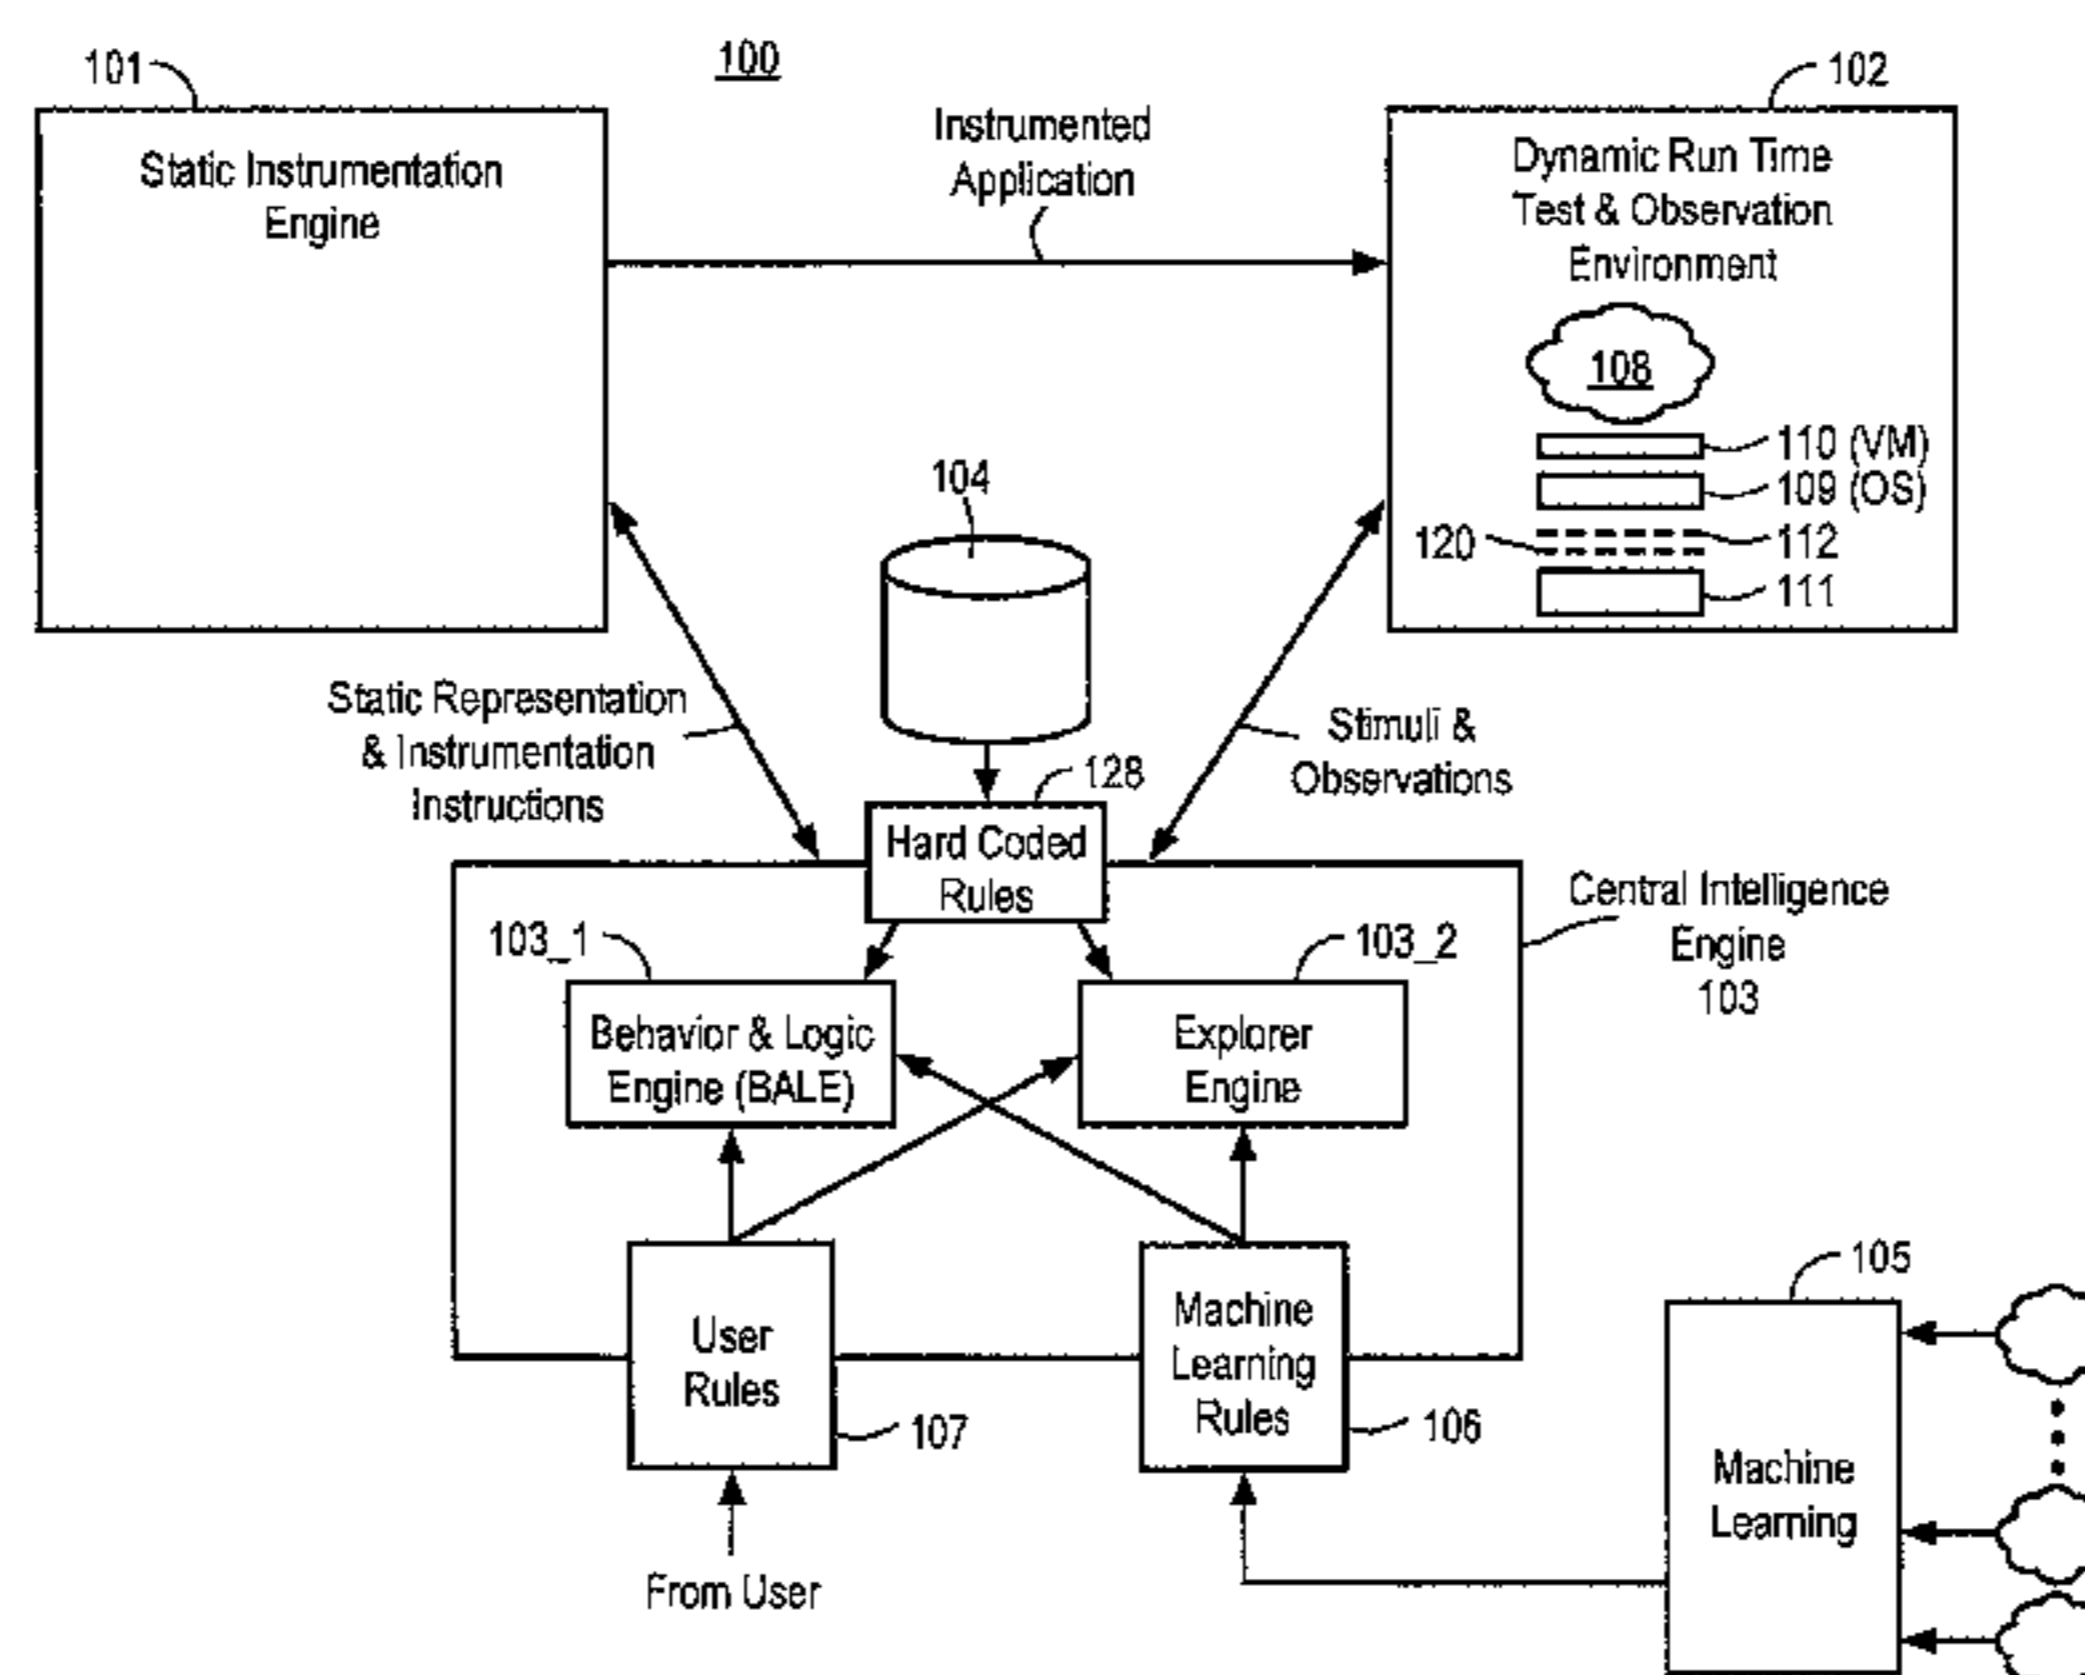 100
101
102
Static Instrumentation
Engine
Instrumented
Application
Dynamic Run Time
Test & Observation
Environment
108
110 (VM)
109 (OS)
112
120
111
104
Static Representation
& Instrumentation
Instructions
Stimuli &
Observations
128
Hard Coded
Rules
Central Intelligence
Engine
103
103_1
103_2
Behavior & Logic
Engine (BALE)
Explorer
Engine
User
Rules
107
Machine
Learning
Rules
106
105
Machine
Learning
From User